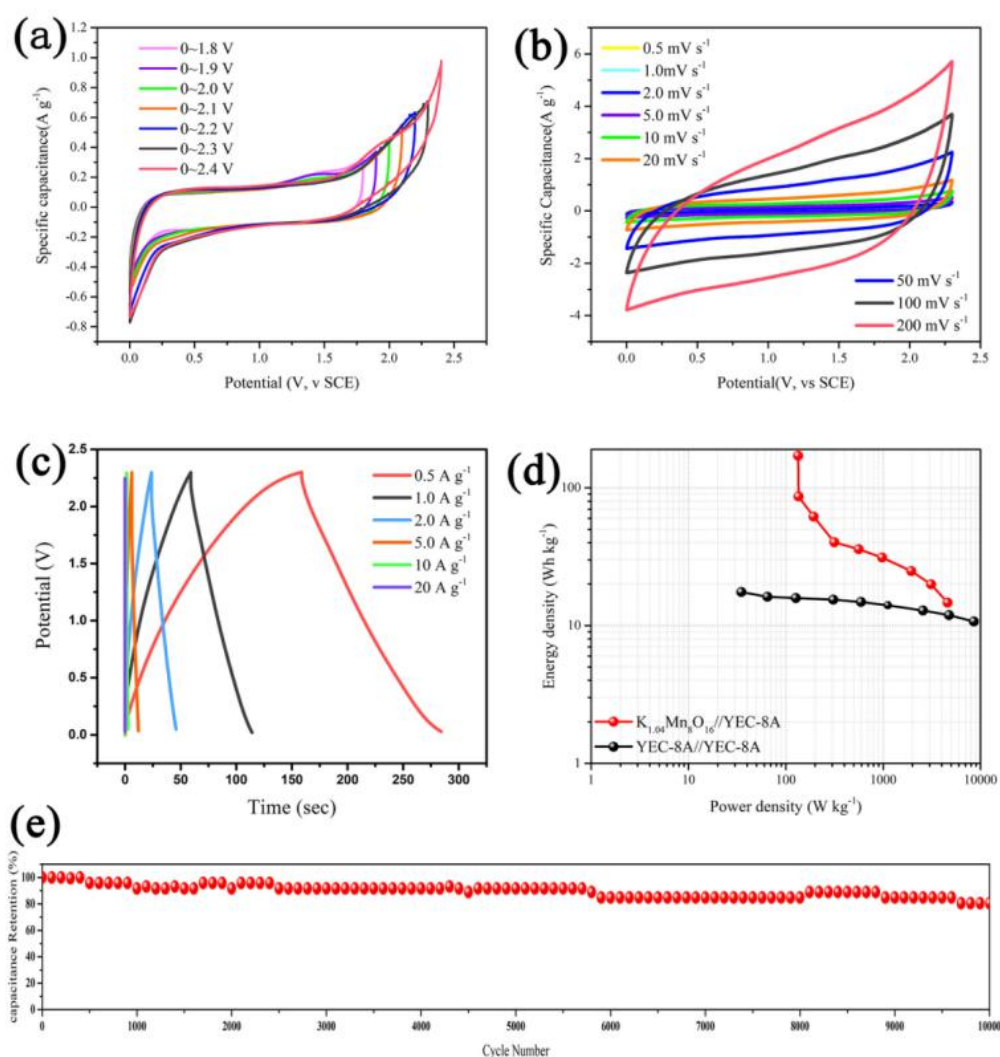 (a)
1.2
1.0
0.8
0.6
0.4
0.2
0.0
-0.2
-0.4
-0.6
-0.8
Specific capacitance(A g⁻¹)
0~1.8 V
0~1.9 V
0~2.0 V
0~2.1 V
0~2.2 V
0~2.3 V
0~2.4 V
0.0 0.5 1.0 1.5 2.0 2.5
Potential (V, v SCE)
(b)
6
4
2
0
-2
-4
Specific Capacitance(A g⁻¹)
0.5 mV s⁻¹
1.0mV s⁻¹
2.0 mV s⁻¹
5.0 mV s⁻¹
10 mV s⁻¹
20 mV s⁻¹
50 mV s⁻¹
100 mV s⁻¹
200 mV s⁻¹
0.0 0.5 1.0 1.5 2.0 2.5
Potential(V, vs SCE)
(c)
2.5
2.0
1.5
1.0
0.5
0.0
Potential (V)
0.5 A g⁻¹
1.0 A g⁻¹
2.0 A g⁻¹
5.0 A g⁻¹
10 A g⁻¹
20 A g⁻¹
0 50 100 150 200 250 300
Time (sec)
(d)
100
10
1
Energy density (Wh kg⁻¹)
K₁.₀₄Mn₈O₁₆//YEC-8A
YEC-8A//YEC-8A
1 10 100 1000 10000
Power density (W kg⁻¹)
(e)
100
80
60
40
20
0
capacitance Retention (%)
0 1000 2000 3000 4000 5000 6000 7000 8000 9000 10000
Cycle Number